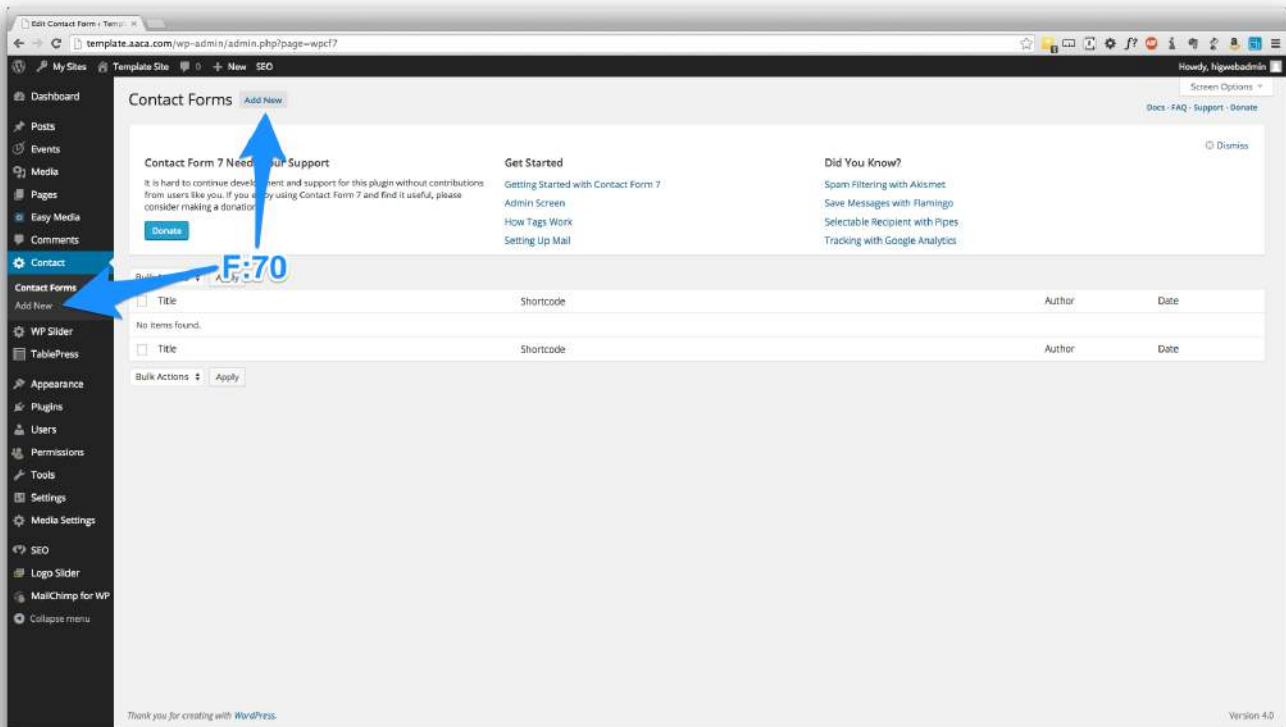 Edit Contact Form ‹ Templ
template.aaca.com/wp-admin/admin.php?page=wpcf7
My Sites Template Site 0 + New SEO Howdy, higwebadmin
Screen Options
Docs - FAQ - Support - Donate
Dashboard
Posts
Events
Media
Pages
Easy Media
Comments
Contact
Contact Forms
Add New
WP Slider
TablePress
Appearance
Plugins
Users
Permissions
Tools
Settings
Media Settings
SEO
Logo Slider
MailChimp for WP
Collapse menu
Contact Forms Add New
Dismiss
Contact Form 7 Needs Your Support
It is hard to continue development and support for this plugin without contributions
from users like you. If you enjoy using Contact Form 7 and find it useful, please
consider making a donation
Donate
Get Started
Getting Started with Contact Form 7
Admin Screen
How Tags Work
Setting Up Mail
Did You Know?
Spam Filtering with Akismet
Save Messages with Flamingo
Selectable Recipient with Pipes
Tracking with Google Analytics
F:70
Bulk Actions Apply
Title Shortcode Author Date
No items found.
Title Shortcode Author Date
Bulk Actions Apply
Thank you for creating with WordPress.
Version 4.0